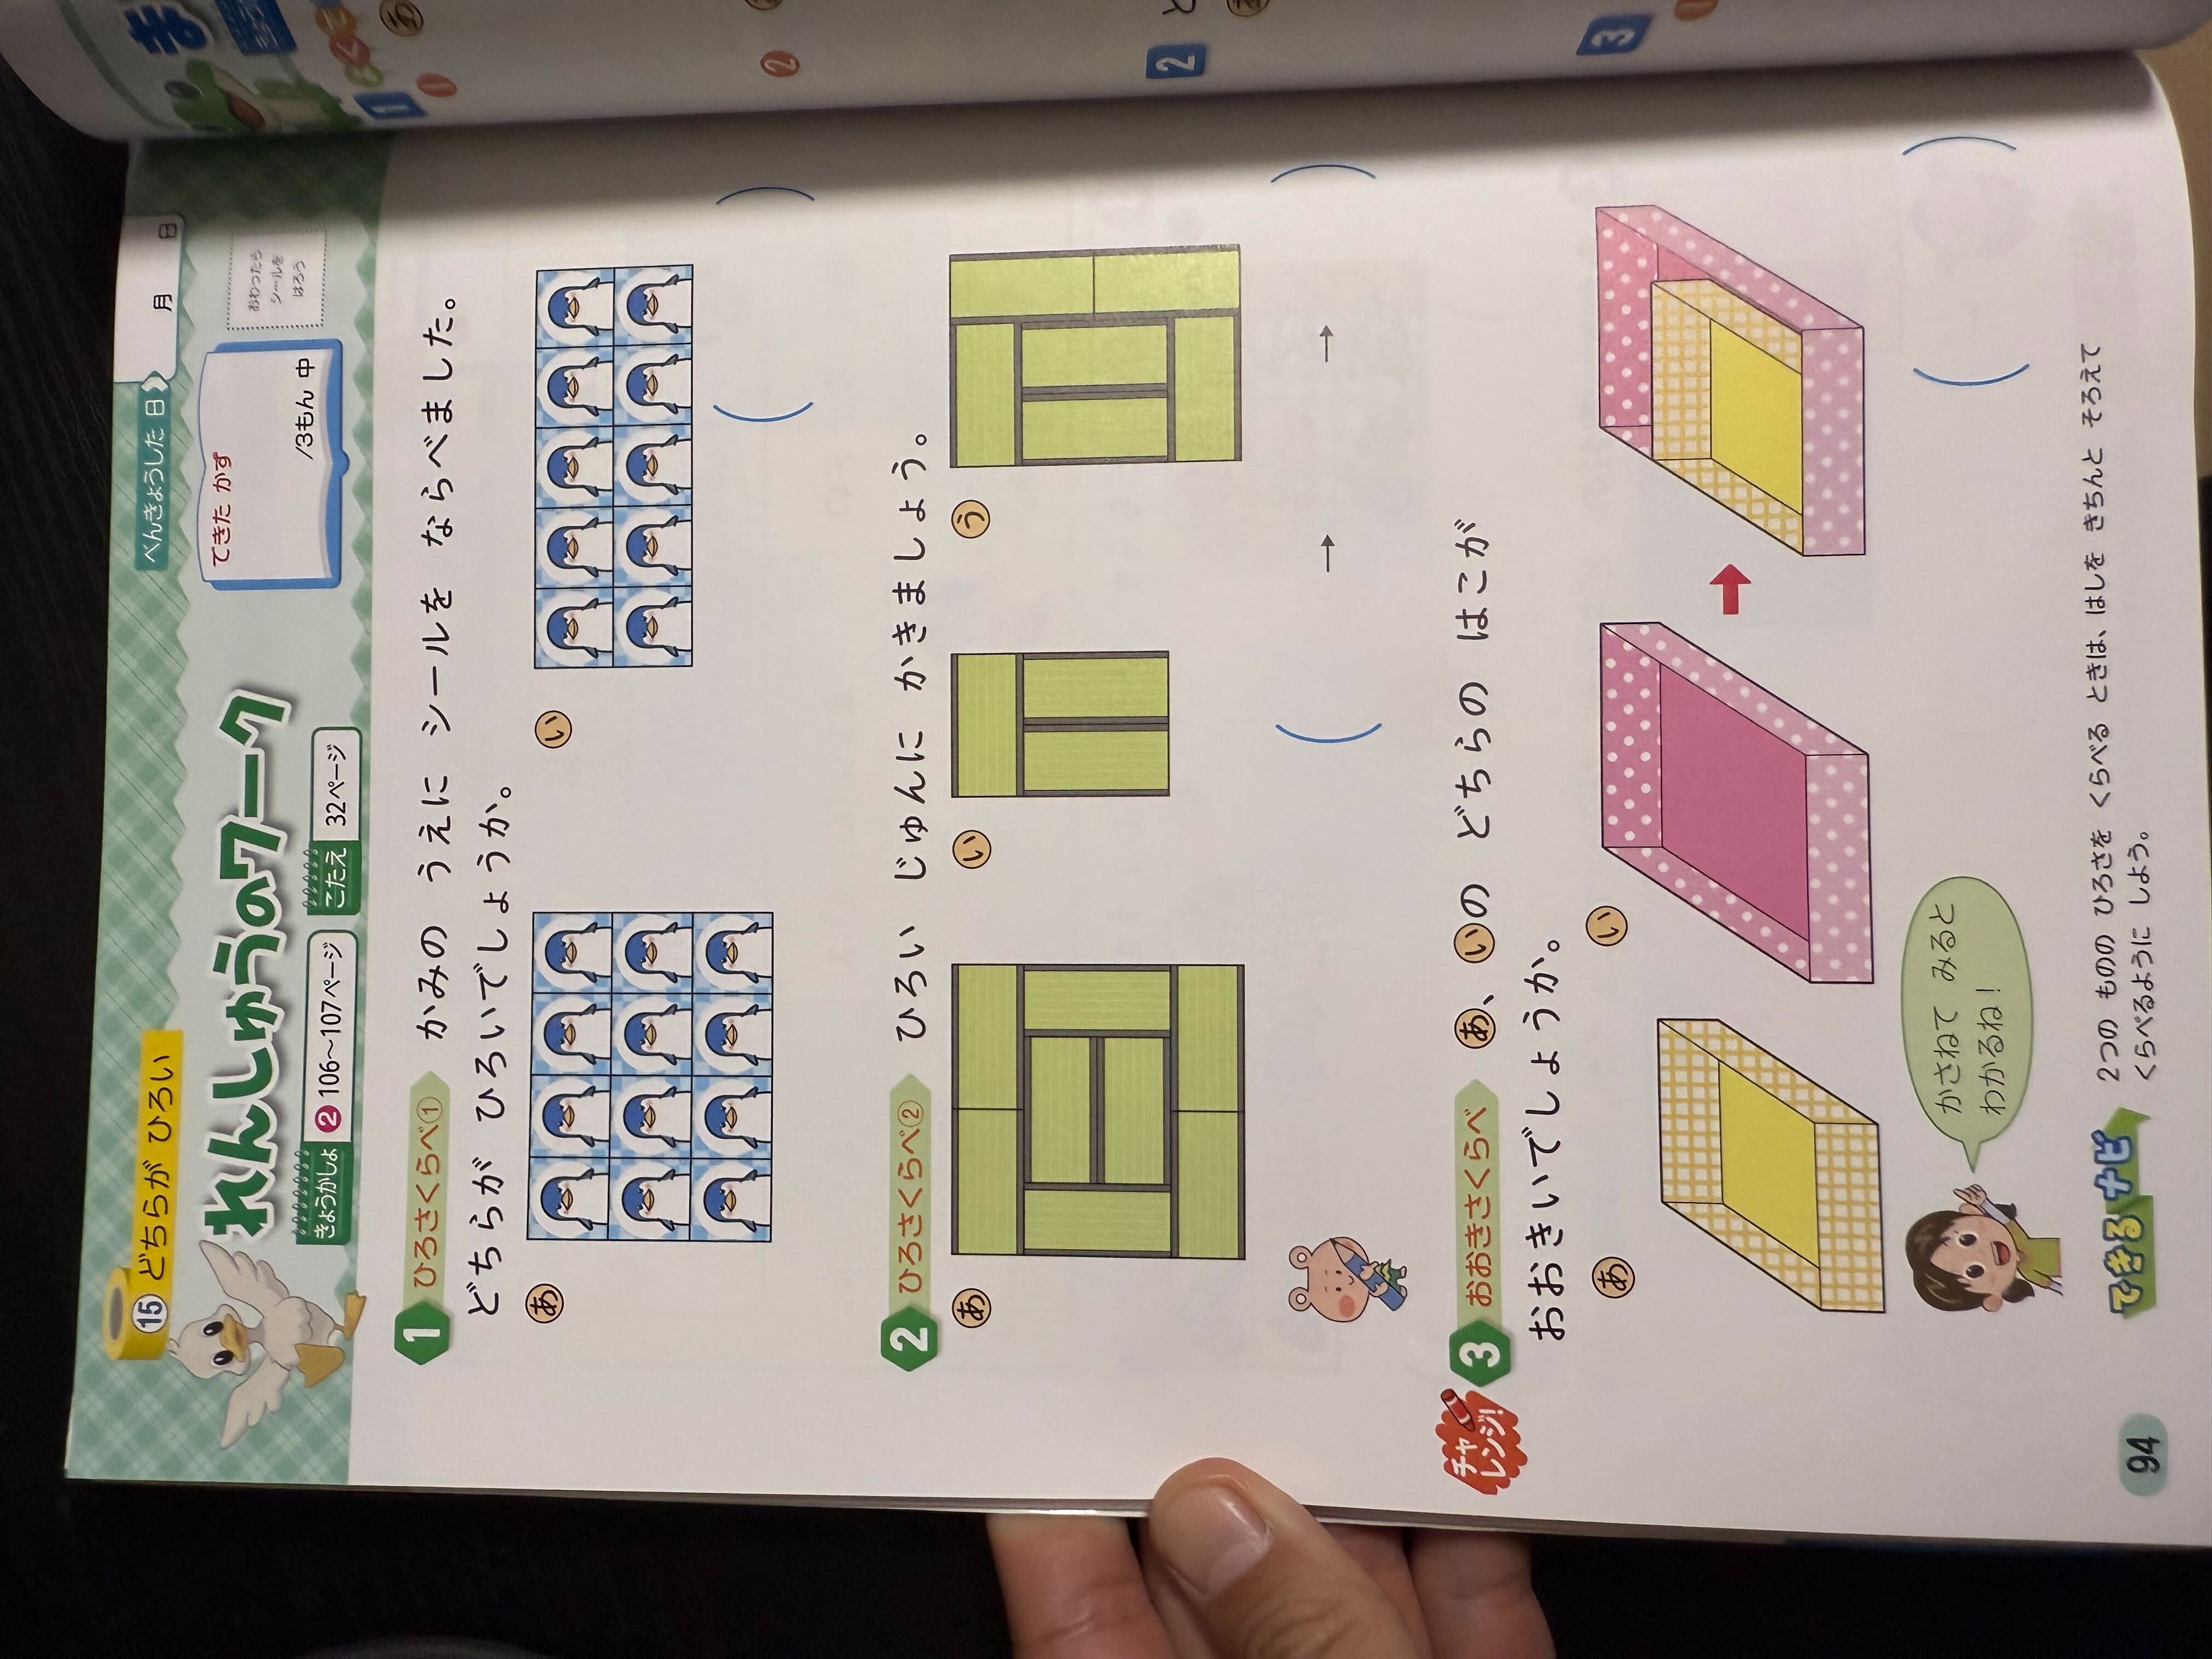 ⑮ どちらが ひろい
べんきょうした 日
月 日
れんしゅうのワーク
できた かず
/3もん 中
おわったら
シールを
はろう
きょうかしょ ❷ 106〜107ページ
こたえ 32ページ
1 ひろさくらべ① かみの うえに シールを ならべました。
どちらが ひろいでしょうか。
あ
い
2 ひろさくらべ② ひろい じゅんに かきましょう。
あ
い
う
→ →
チャレンジ!
3 おおきさくらべ あ、いの どちらの はこが
おおきいでしょうか。
あ
い
かさねて みると
わかるね!
できるナビ
2つの ものの ひろさを くらべる ときは、はしを きちんと そろえて
くらべるように しよう。
94
ま
1
❶
あ
❷
2
と
3
❶